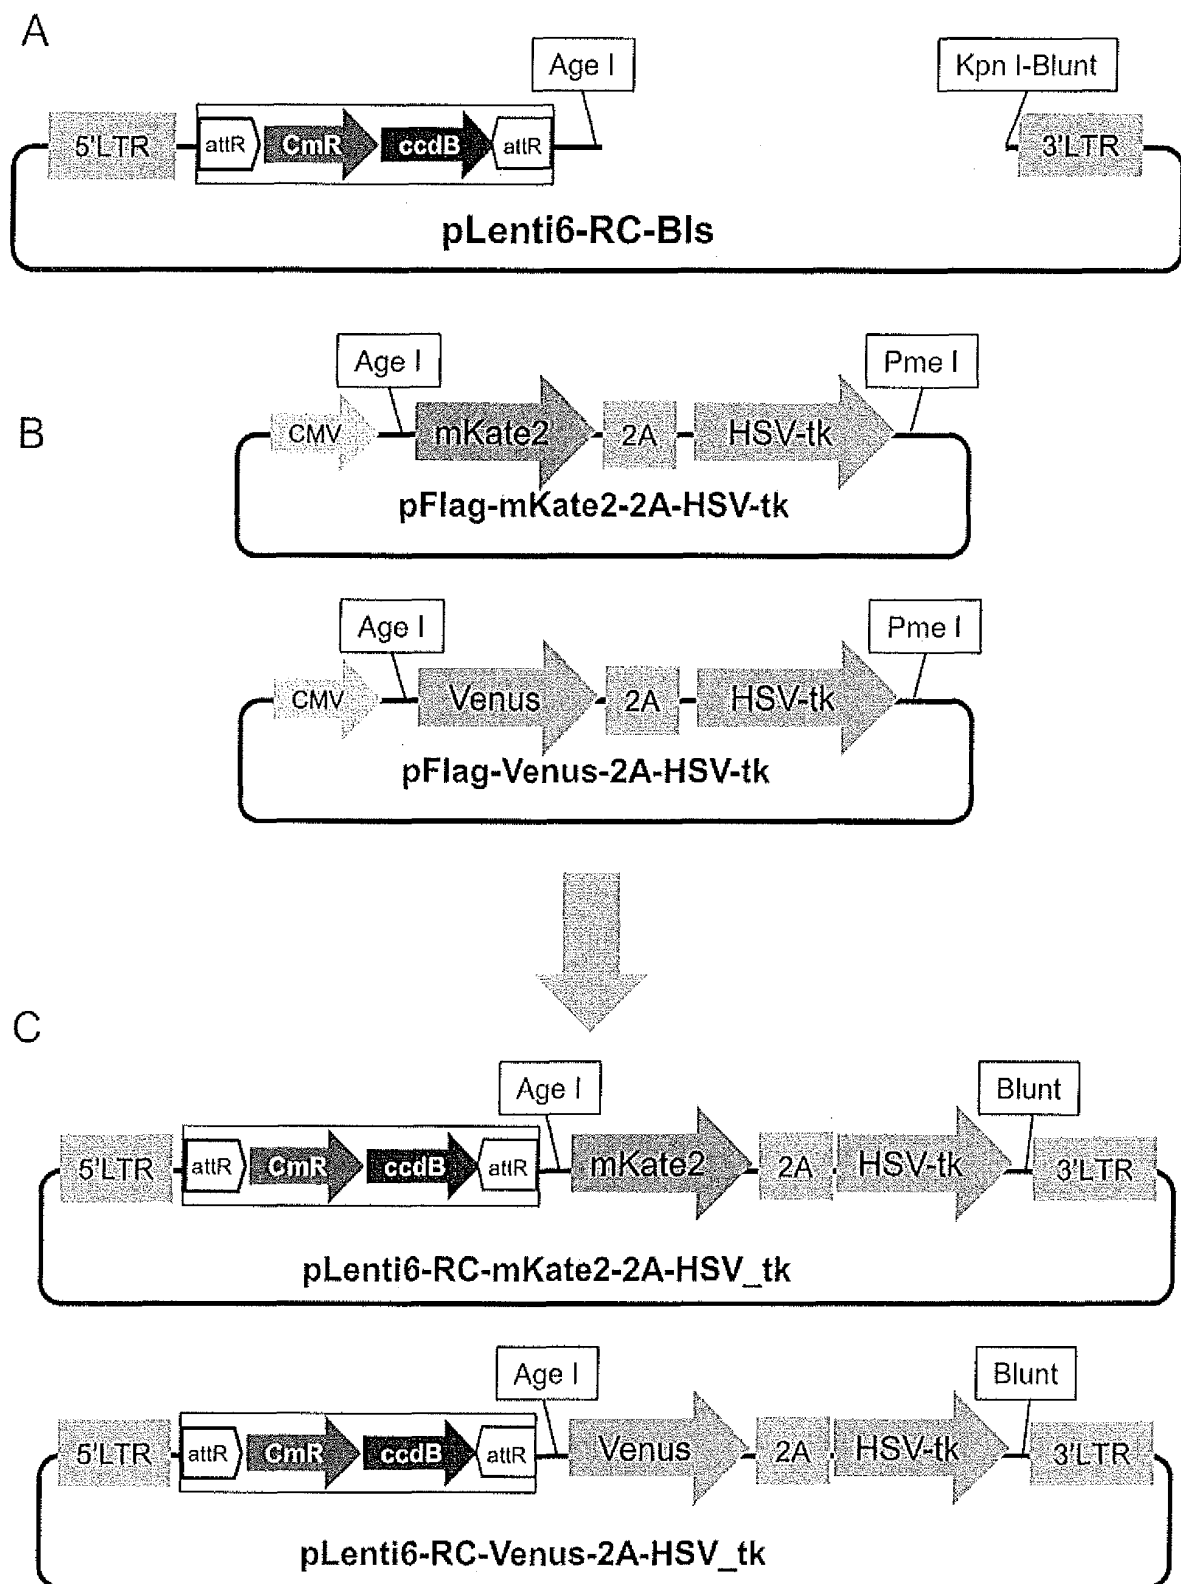 A
Age I
Kpn I-Blunt
5'LTR
attR
CmR
ccdB
attR
3'LTR
pLenti6-RC-Bls
B
Age I
Pme I
CMV
mKate2
2A
HSV-tk
pFlag-mKate2-2A-HSV-tk
Age I
Pme I
CMV
Venus
2A
HSV-tk
pFlag-Venus-2A-HSV-tk
C
Age I
Blunt
5'LTR
attR
CmR
ccdB
attR
mKate2
2A
HSV-tk
3'LTR
pLenti6-RC-mKate2-2A-HSV_tk
Age I
Blunt
5'LTR
attR
CmR
ccdB
attR
Venus
2A
HSV-tk
3'LTR
pLenti6-RC-Venus-2A-HSV_tk